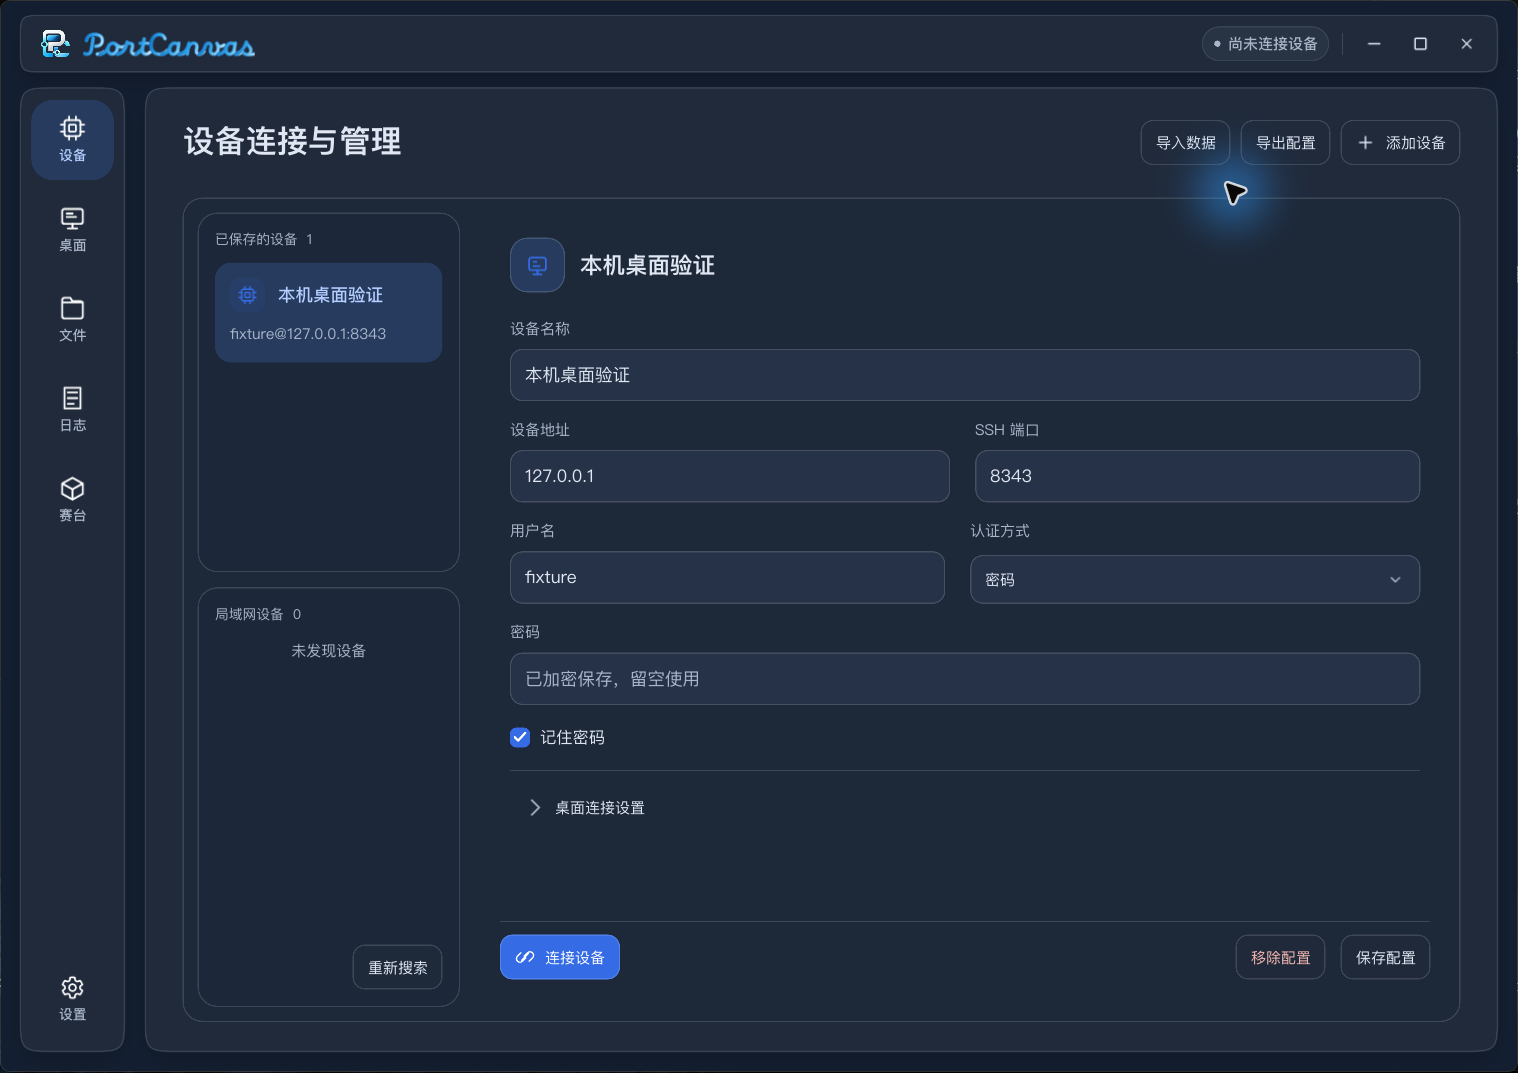 PortCanvas
尚未连接设备
设备
桌面
文件
日志
赛台
设置
设备连接与管理
导入数据
导出配置
添加设备
已保存的设备 1
本机桌面验证
fixture@127.0.0.1:8343
局域网设备 0
未发现设备
重新搜索
本机桌面验证
设备名称
本机桌面验证
设备地址
SSH 端口
127.0.0.1
8343
用户名
认证方式
fixture
密码
密码
已加密保存，留空使用
记住密码
桌面连接设置
连接设备
移除配置
保存配置